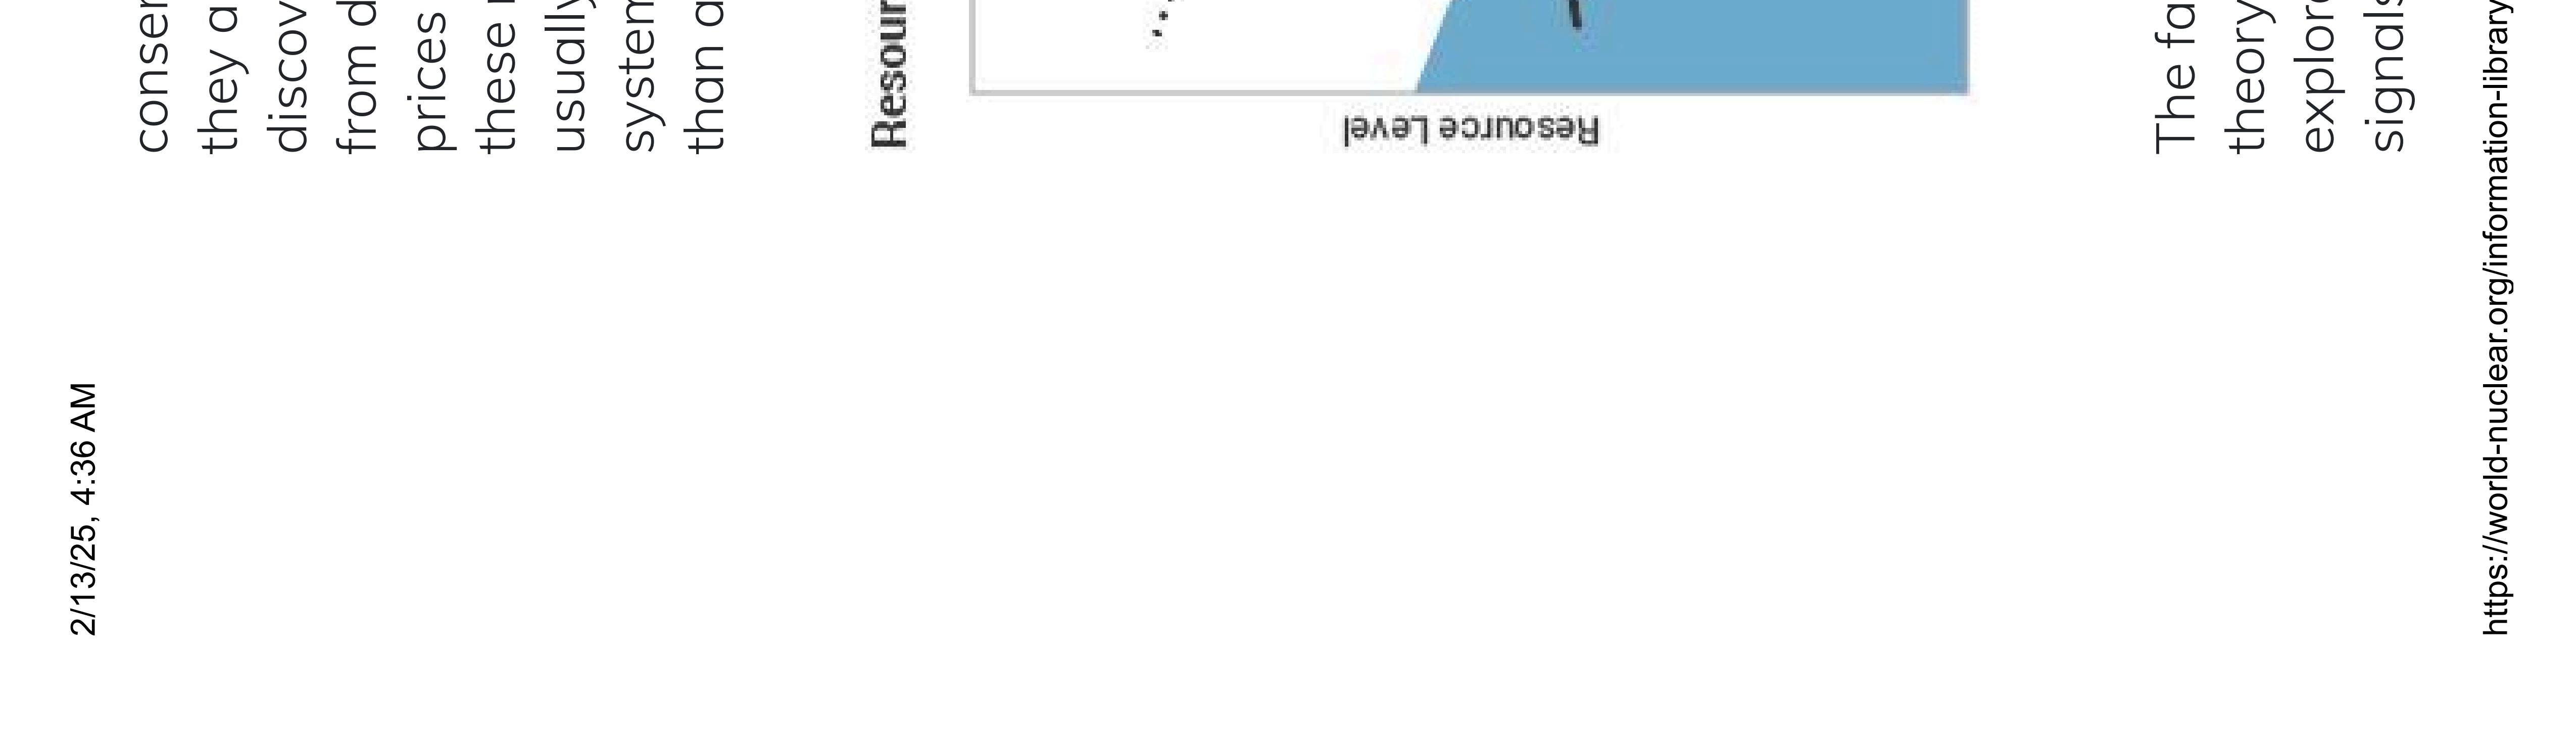 2/13/25, 4:36 AM
conser
they a
discov
from d
prices
these
usually
system
than a
Resour
Resource Level
The fa
theory
explor
signals
https://world-nuclear.org/information-library